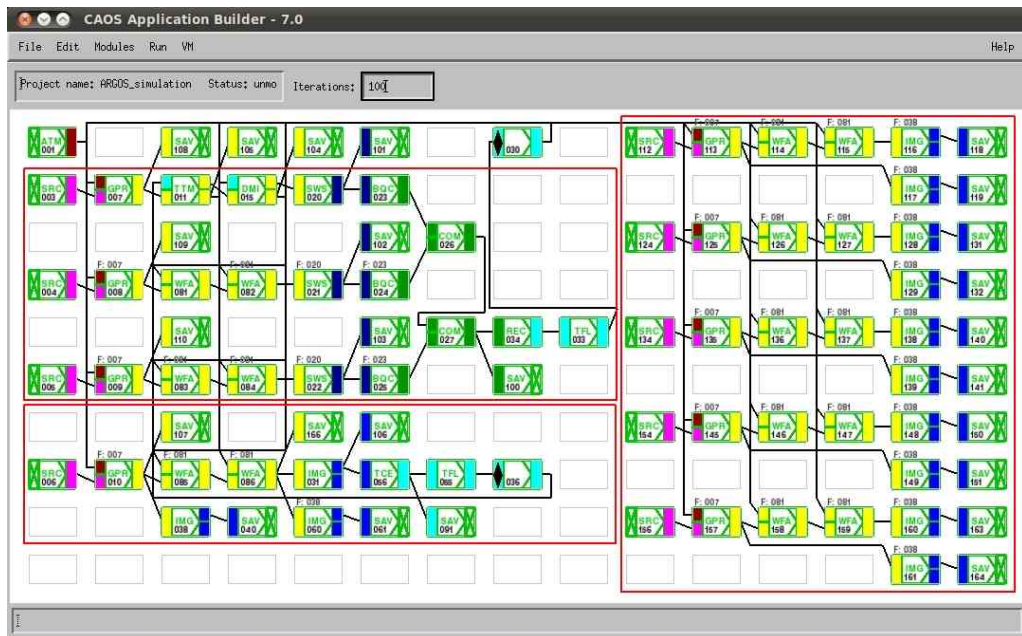 CAOS Application Builder - 7.0
File Edit Modules Run VM Help
Project name: ARGOS_simulation Status: unmo Iterations: 100
F: 007 F: 081 F: 081 F: 038
ATM 001 SAV 108 SAV 104 SAV 101 030 SRC 112 GPR 113 WFA 114 WFA 115 IMG 116 SAV 118
F: 038
SRC 003 GPR 007 TTM 011 DMI 015 SWS 020 BQC 023 IMG 117 SAV 119
F: 007 F: 081 F: 081 F: 038
SAV 109 SAV 102 COM 026 SRC 124 GPR 125 WFA 126 WFA 127 IMG 128 SAV 131
F: 007 F: 020 F: 023 F: 038
SRC 004 GPR 008 WFA 081 WFA 082 SWS 021 BQC 024 IMG 129 SAV 132
F: 007 F: 081 F: 081 F: 038
SAV 110 SAV 103 COM 027 REC 034 TFL 033 SRC 134 GPR 135 WFA 136 WFA 137 IMG 138 SAV 140
F: 007 F: 020 F: 023 F: 038
SRC 005 GPR 009 WFA 083 WFA 084 SWS 022 BQC 025 SAV 100 IMG 139 SAV 141
F: 007 F: 081 F: 081 F: 038
SAV 107 SAV 166 SAV 106 SRC 154 GPR 145 WFA 146 WFA 147 IMG 148 SAV 150
F: 007 F: 081 F: 081 F: 038
SRC 006 GPR 010 WFA 085 WFA 086 IMG 031 TCE 056 TFL 055 036 IMG 149 SAV 151
F: 038 F: 007 F: 081 F: 081 F: 038
IMG 038 SAV 040 IMG 060 SAV 061 SAV 091 SRC 156 GPR 157 WFA 158 WFA 159 IMG 160 SAV 163
F: 038
IMG 161 SAV 164